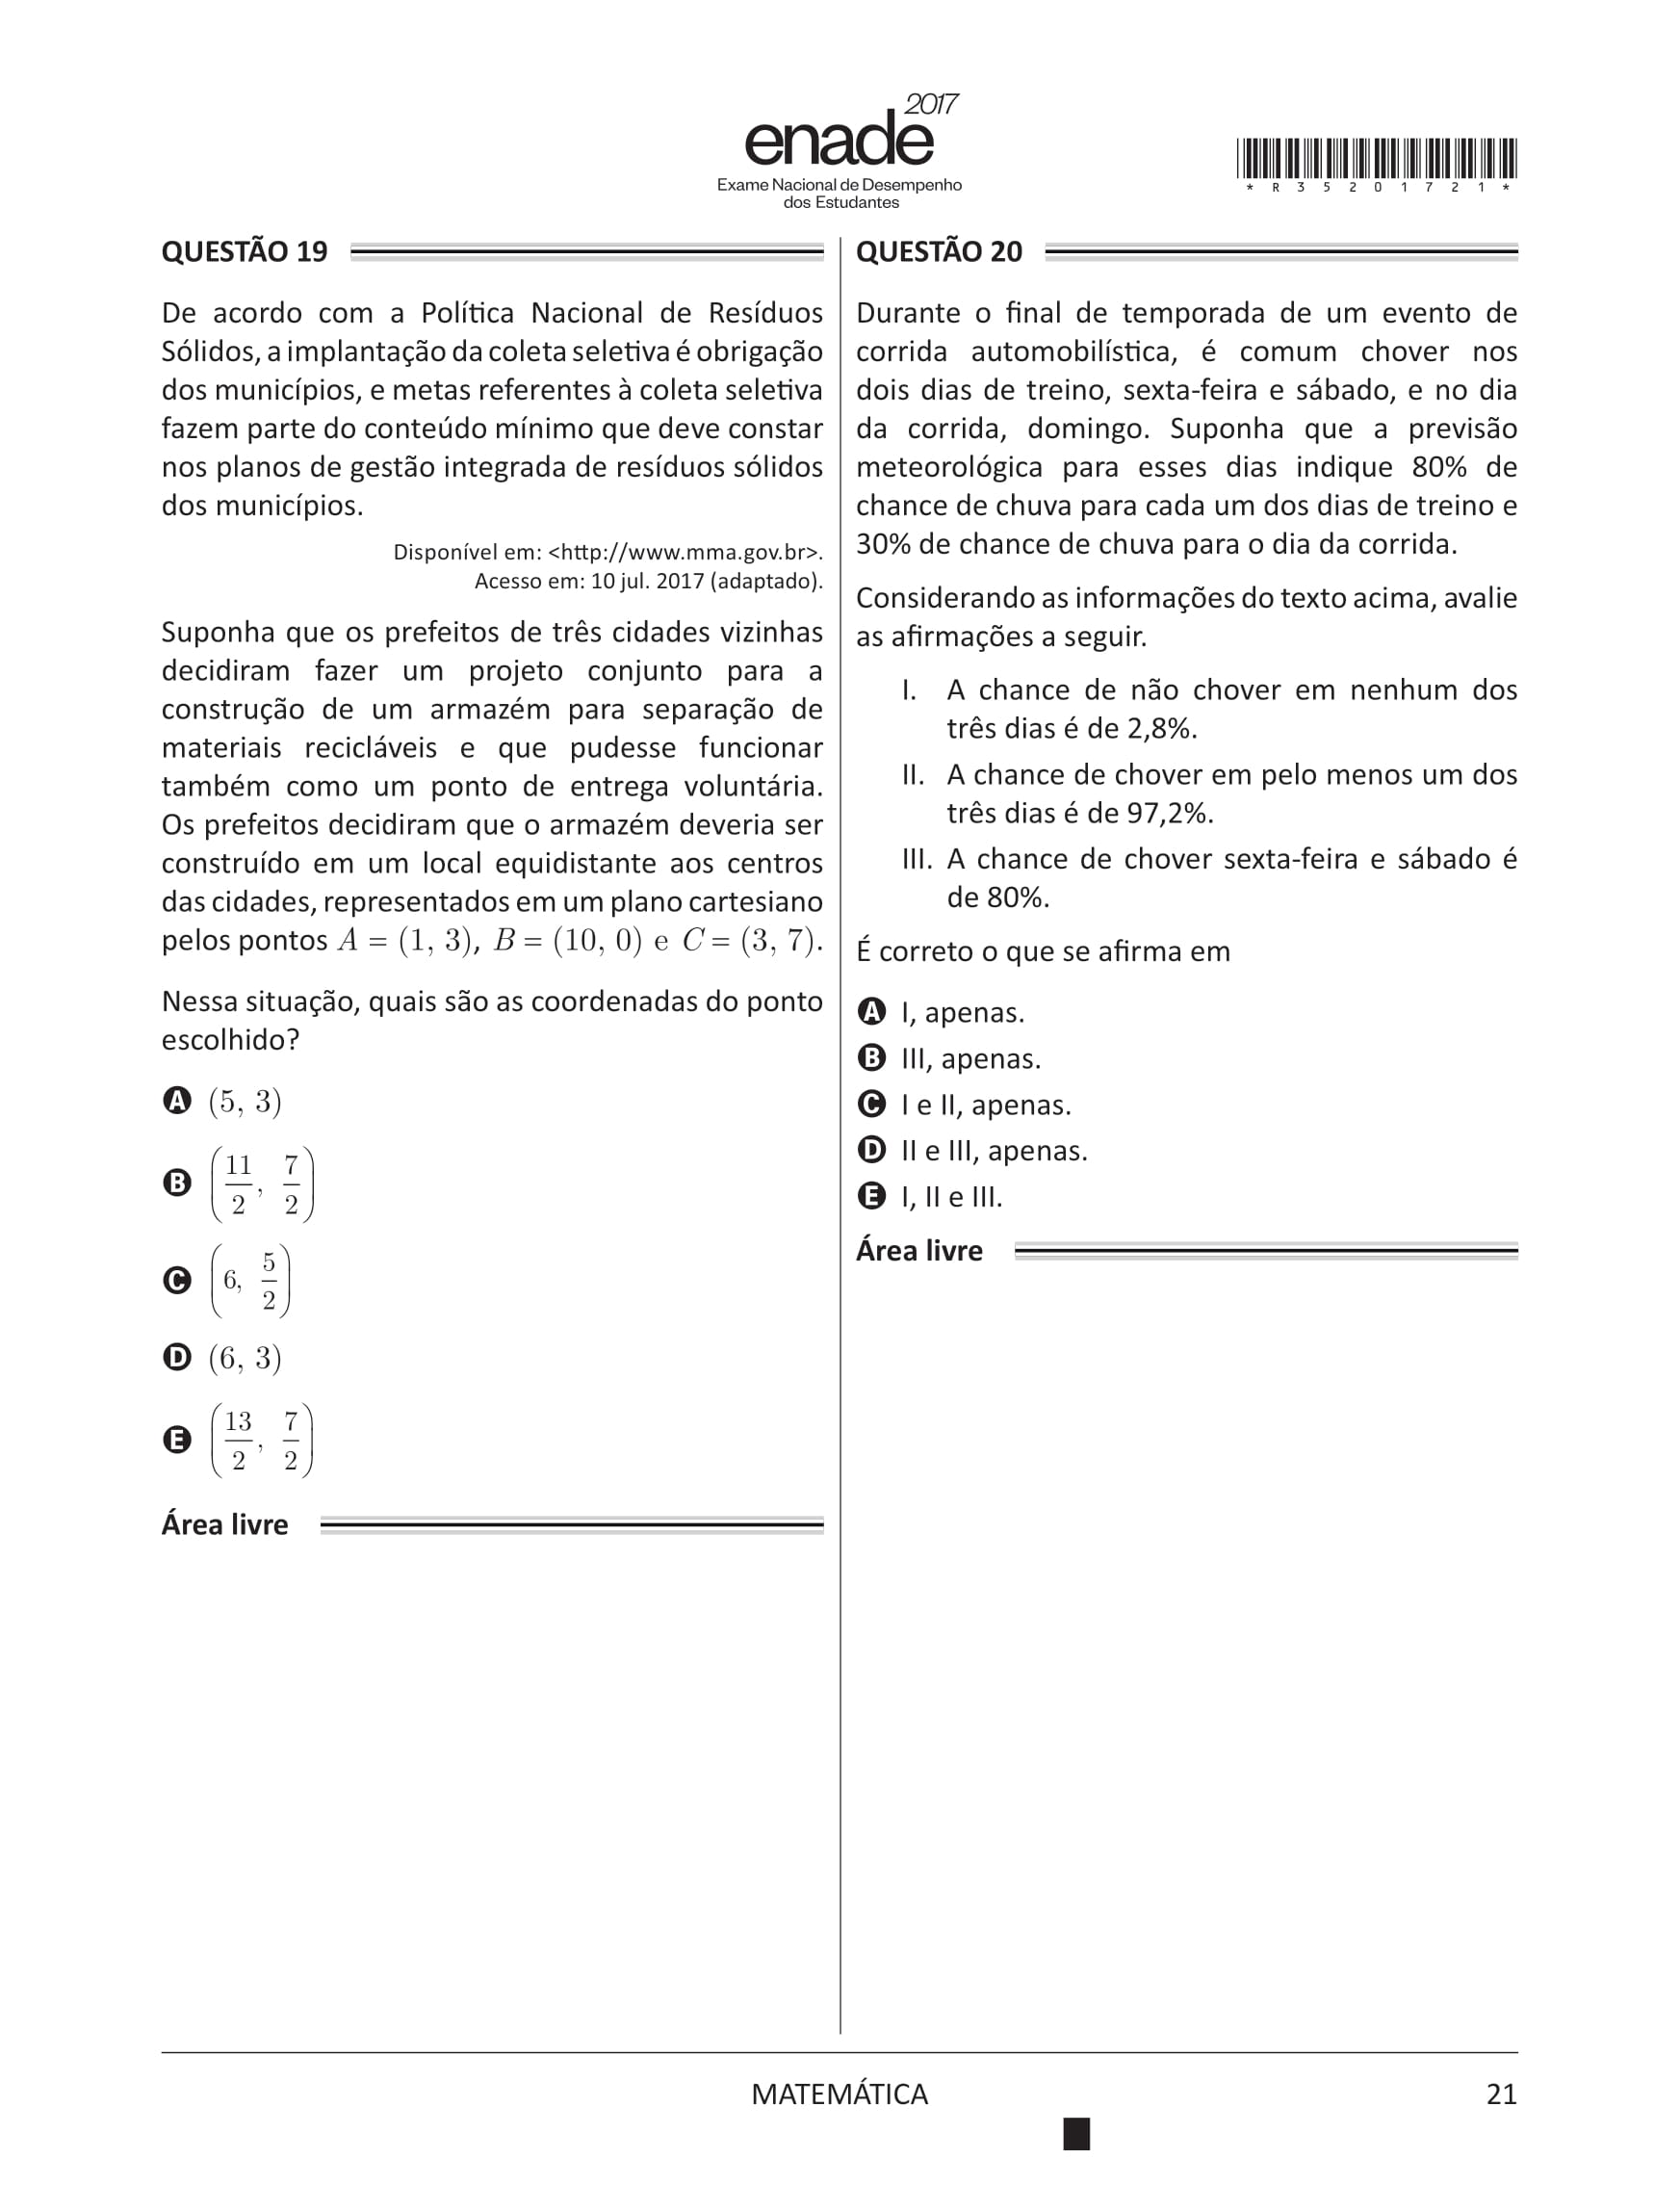 2017
enade
Exame Nacional de Desempenho
dos Estudantes
* R 3 5 2 0 1 7 2 1 *
QUESTÃO 19
De acordo com a Política Nacional de Resíduos
Sólidos, a implantação da coleta seletiva é obrigação
dos municípios, e metas referentes à coleta seletiva
fazem parte do conteúdo mínimo que deve constar
nos planos de gestão integrada de resíduos sólidos
dos municípios.
Disponível em: <http://www.mma.gov.br>.
Acesso em: 10 jul. 2017 (adaptado).
Suponha que os prefeitos de três cidades vizinhas
decidiram fazer um projeto conjunto para a
construção de um armazém para separação de
materiais recicláveis e que pudesse funcionar
também como um ponto de entrega voluntária.
Os prefeitos decidiram que o armazém deveria ser
construído em um local equidistante aos centros
das cidades, representados em um plano cartesiano
pelos pontos A = (1, 3), B = (10, 0) e C = (3, 7).
Nessa situação, quais são as coordenadas do ponto
escolhido?
A (5, 3)
B (11/2, 7/2)
C (6, 5/2)
D (6, 3)
E (13/2, 7/2)
Área livre
QUESTÃO 20
Durante o final de temporada de um evento de
corrida automobilística, é comum chover nos
dois dias de treino, sexta-feira e sábado, e no dia
da corrida, domingo. Suponha que a previsão
meteorológica para esses dias indique 80% de
chance de chuva para cada um dos dias de treino e
30% de chance de chuva para o dia da corrida.
Considerando as informações do texto acima, avalie
as afirmações a seguir.
I. A chance de não chover em nenhum dos
três dias é de 2,8%.
II. A chance de chover em pelo menos um dos
três dias é de 97,2%.
III. A chance de chover sexta-feira e sábado é
de 80%.
É correto o que se afirma em
A I, apenas.
B III, apenas.
C I e II, apenas.
D II e III, apenas.
E I, II e III.
Área livre
MATEMÁTICA
21